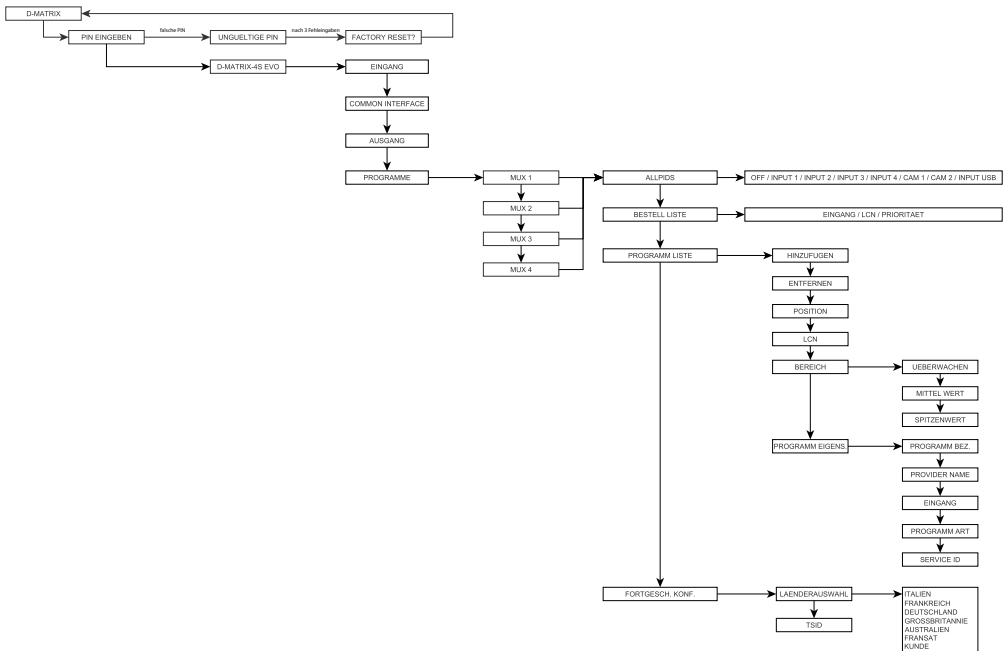 D-MATRIX
PIN EINGEBEN
falsche PIN
UNGUELTIGE PIN
nach 3 Fehleingaben
FACTORY RESET?
D-MATRIX-4S EVO
EINGANG
COMMON INTERFACE
AUSGANG
PROGRAMME
MUX 1
MUX 2
MUX 3
MUX 4
ALLPIDS
OFF / INPUT 1 / INPUT 2 / INPUT 3 / INPUT 4 / CAM 1 / CAM 2 / INPUT USB
BESTELL LISTE
EINGANG / LCN / PRIORITAET
PROGRAMM LISTE
HINZUFUGEN
ENTFERNEN
POSITION
LCN
BEREICH
UEBERWACHEN
MITTEL WERT
SPITZENWERT
PROGRAMM EIGENS.
PROGRAMM BEZ.
PROVIDER NAME
EINGANG
PROGRAMM ART
SERVICE ID
FORTGESCH. KONF.
LAENDERAUSWAHL
TSID
ITALIEN
FRANKREICH
DEUTSCHLAND
GROSSBRITANNIE
AUSTRALIEN
FRANSAT
KUNDE